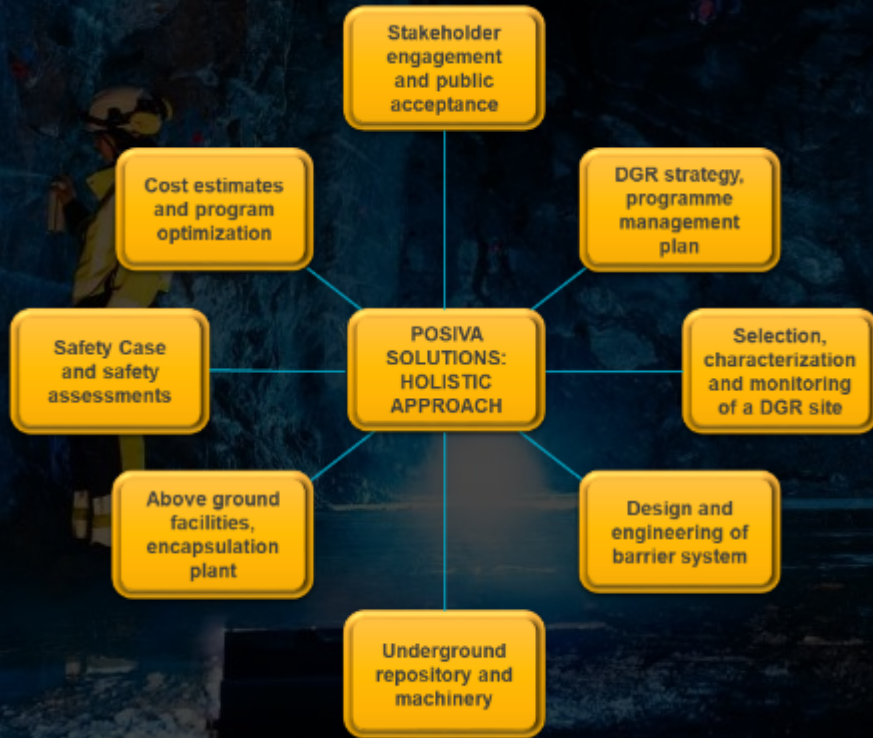 Stakeholder
engagement
and public
acceptance
Cost estimates
and program
optimization
DGR strategy,
programme
management
plan
Safety Case
and safety
assessments
POSIVA
SOLUTIONS:
HOLISTIC
APPROACH
Selection,
characterization
and monitoring
of a DGR site
Above ground
facilities,
encapsulation
plant
Design and
engineering of
barrier system
Underground
repository and
machinery